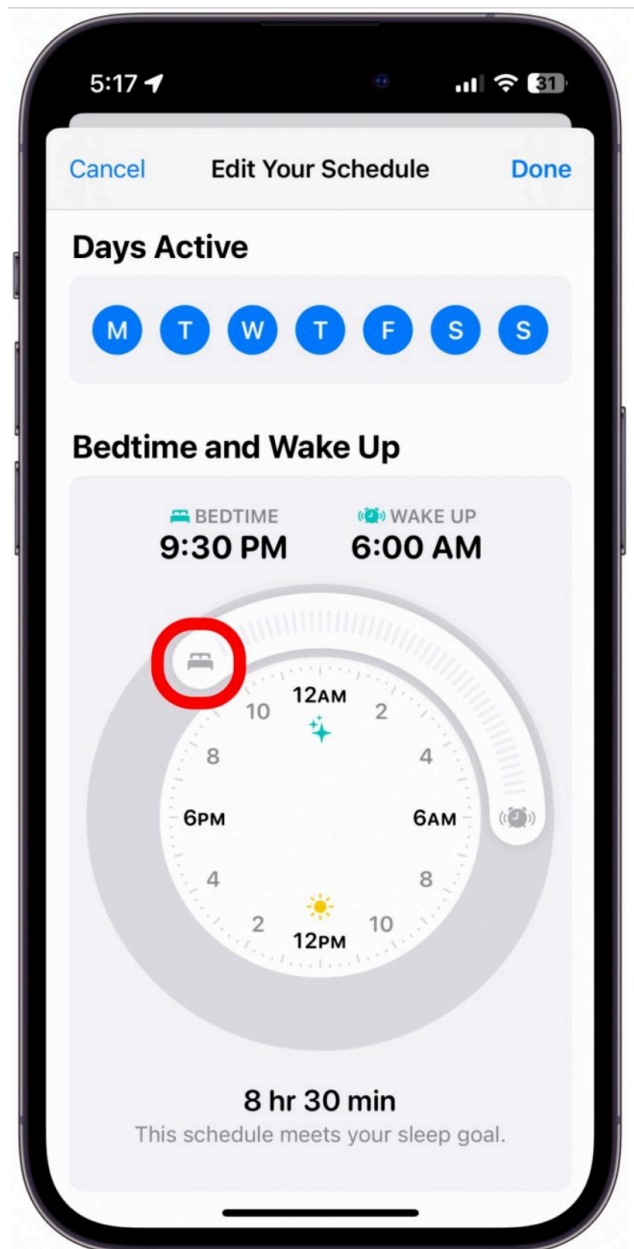 5:17 31
Cancel Edit Your Schedule Done
Days Active
M T W T F S S
Bedtime and Wake Up
BEDTIME WAKE UP
9:30 PM 6:00 AM
12AM
10 2
8 4
6PM 6AM
4 8
2 10
12PM
8 hr 30 min
This schedule meets your sleep goal.